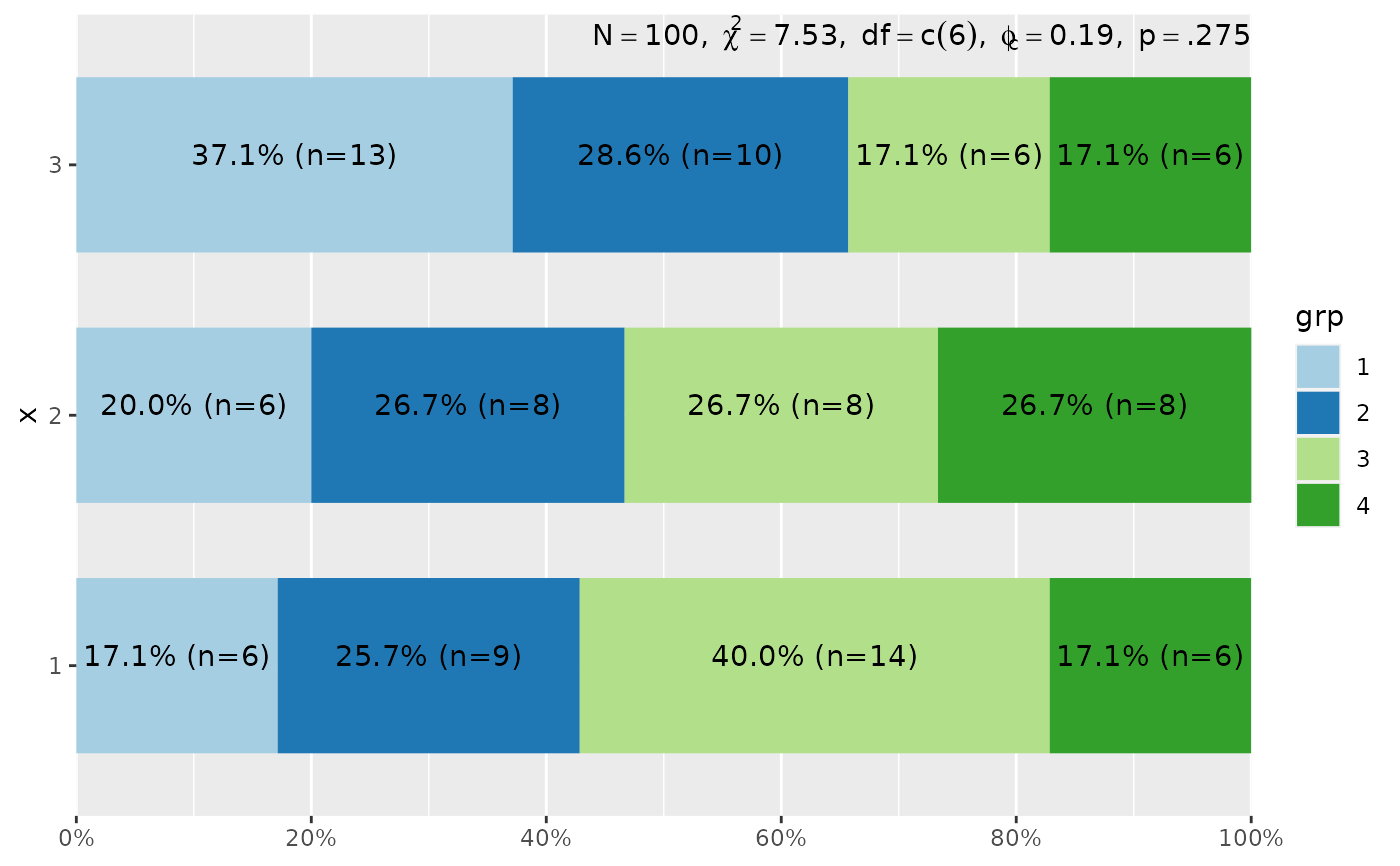 N = 100, χ² = 7.53, df = c(6), ϕc = 0.19, p = .275
3
37.1% (n=13) 28.6% (n=10) 17.1% (n=6) 17.1% (n=6)
grp
1
2
3
4
x
2
20.0% (n=6) 26.7% (n=8) 26.7% (n=8) 26.7% (n=8)
1
17.1% (n=6) 25.7% (n=9) 40.0% (n=14) 17.1% (n=6)
0% 20% 40% 60% 80% 100%